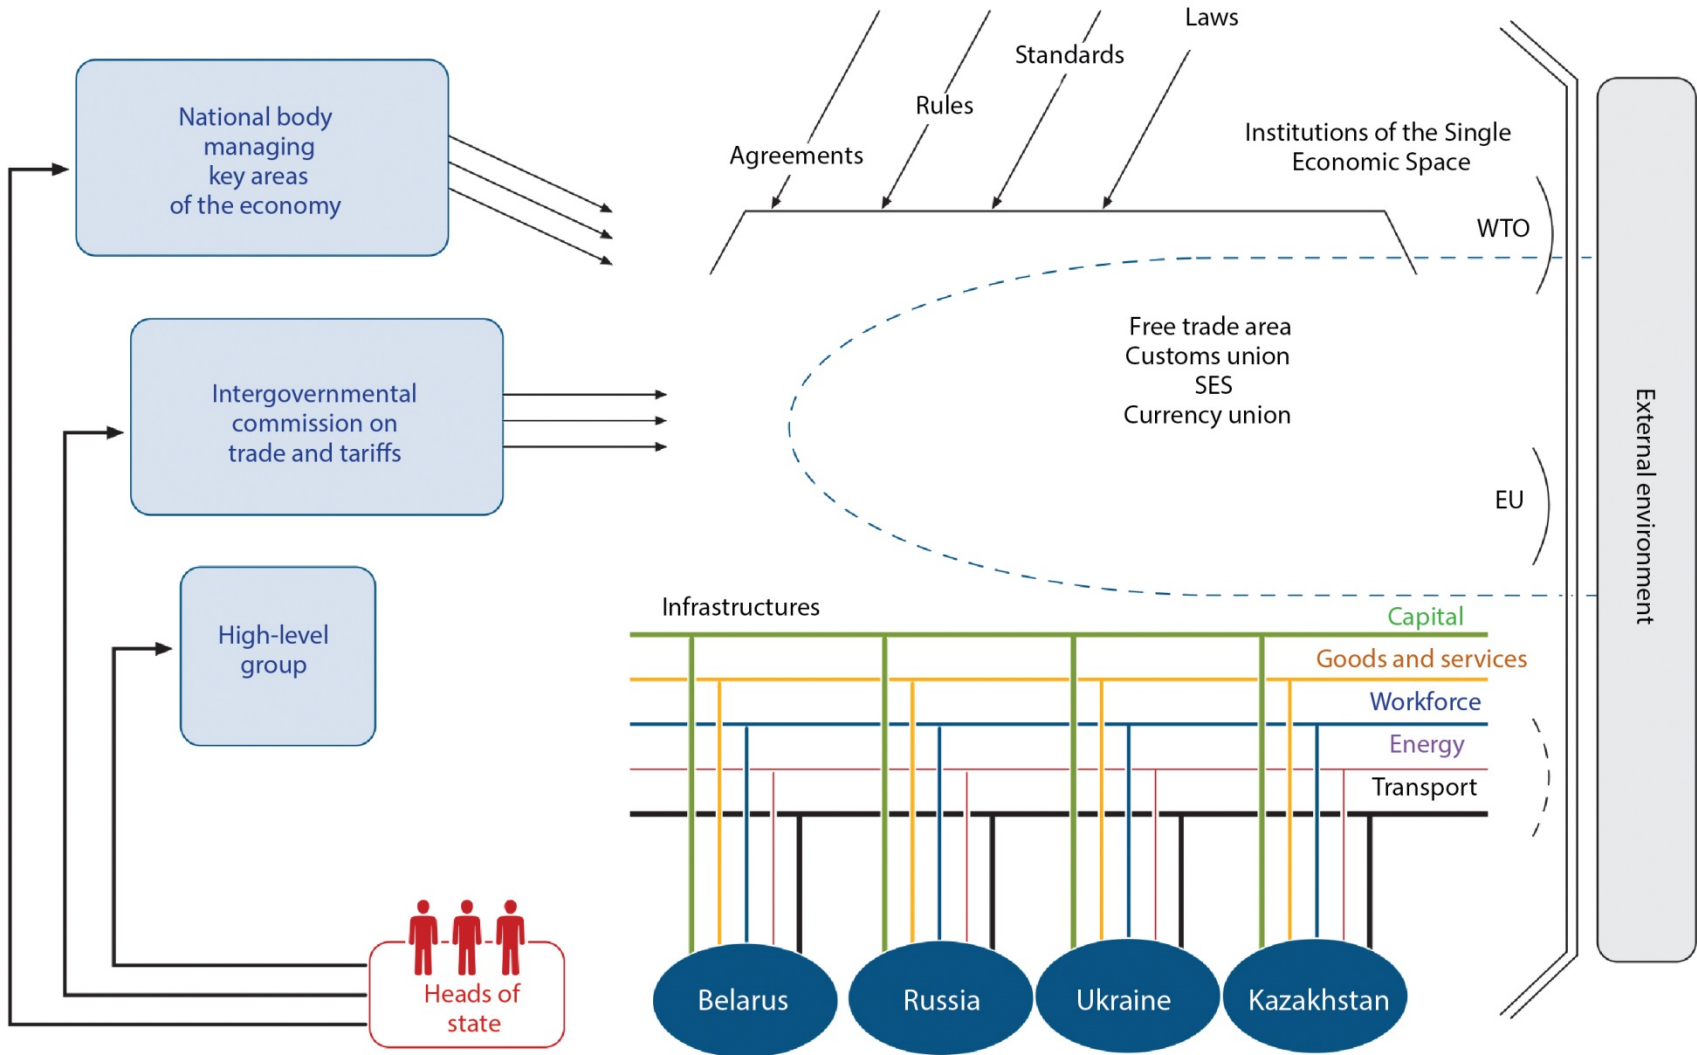 National body
managing
key areas
of the economy
Intergovernmental
commission on
trade and tariffs
High-level
group
Heads of
state
Laws
Standards
Rules
Agreements
Institutions of the Single
Economic Space
WTO
Free trade area
Customs union
SES
Currency union
EU
External environment
Infrastructures
Capital
Goods and services
Workforce
Energy
Transport
Belarus
Russia
Ukraine
Kazakhstan